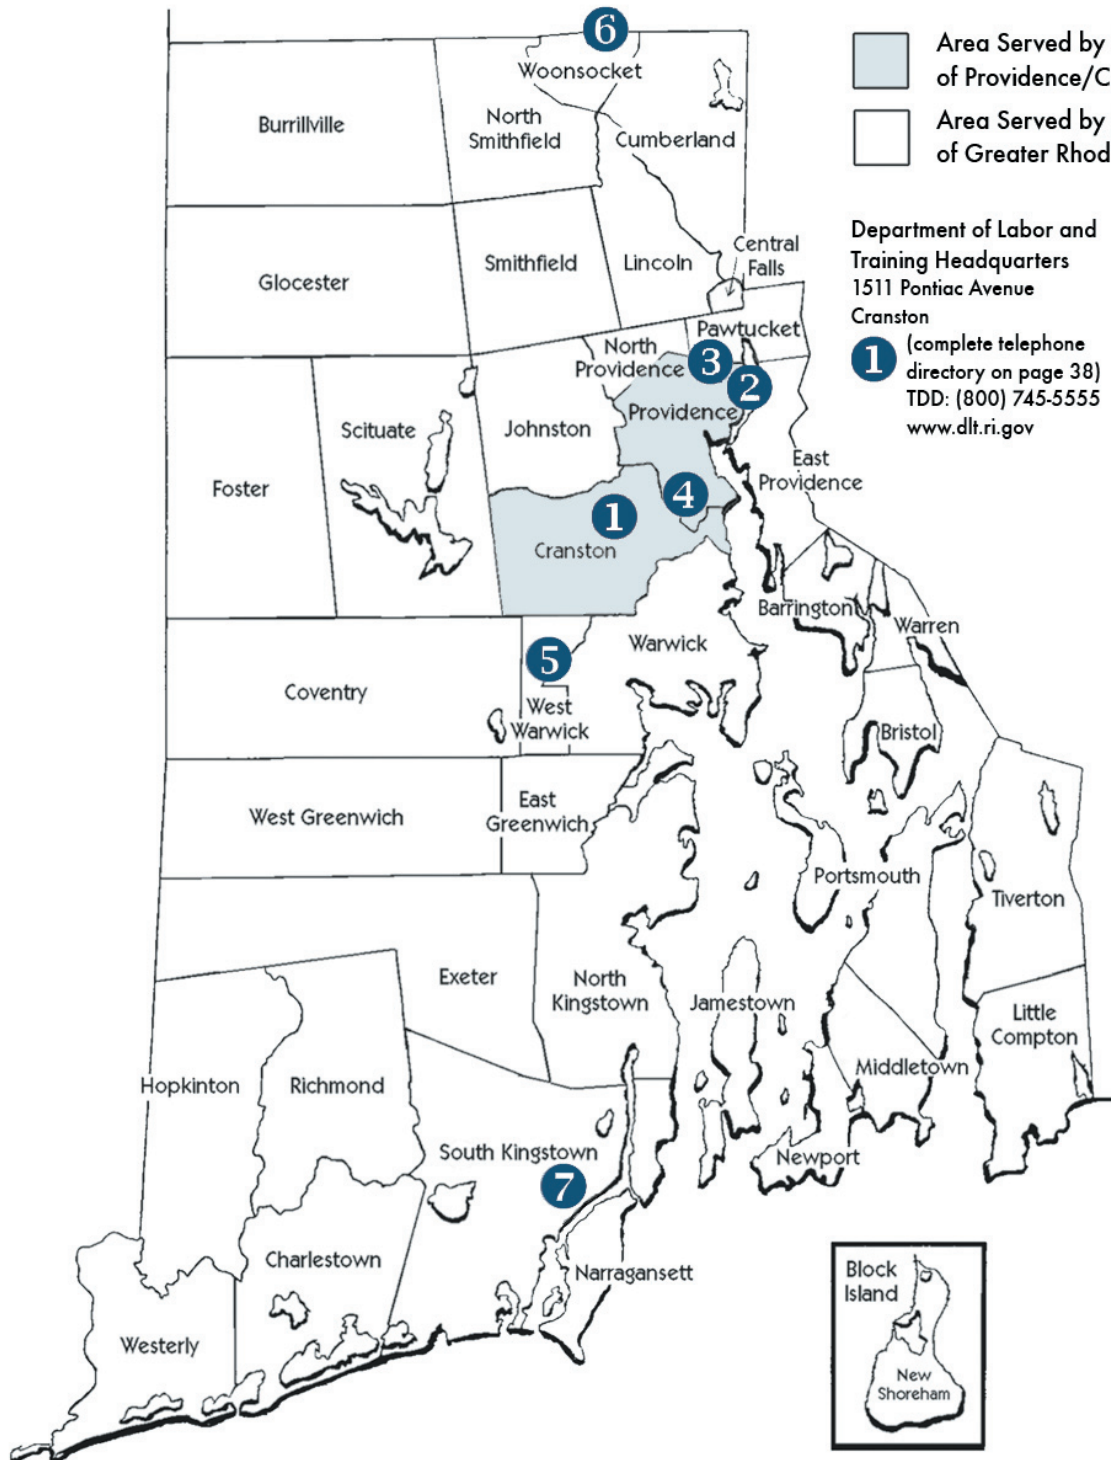 6
Woonsocket
Burrillville
North
Smithfield
Cumberland
Area Served by
of Providence/C
Area Served by
of Greater Rhod
Department of Labor and
Training Headquarters
1511 Pontiac Avenue
Cranston
1
(complete telephone
directory on page 38)
TDD: (800) 745-5555
www.dlt.ri.gov
Glocester
Smithfield
Lincoln
Central
Falls
Pawtucket
North
Providence
3
2
Providence
Scituate
Johnston
Foster
East
Providence
4
1
Cranston
Barrington
Warren
Warwick
5
Coventry
West
Warwick
Bristol
West Greenwich
East
Greenwich
Portsmouth
Tiverton
Exeter
North
Kingstown
Jamestown
Little
Compton
Hopkinton
Richmond
Middletown
South Kingstown
7
Newport
Charlestown
Narragansett
Westerly
Block
Island
New
Shoreham